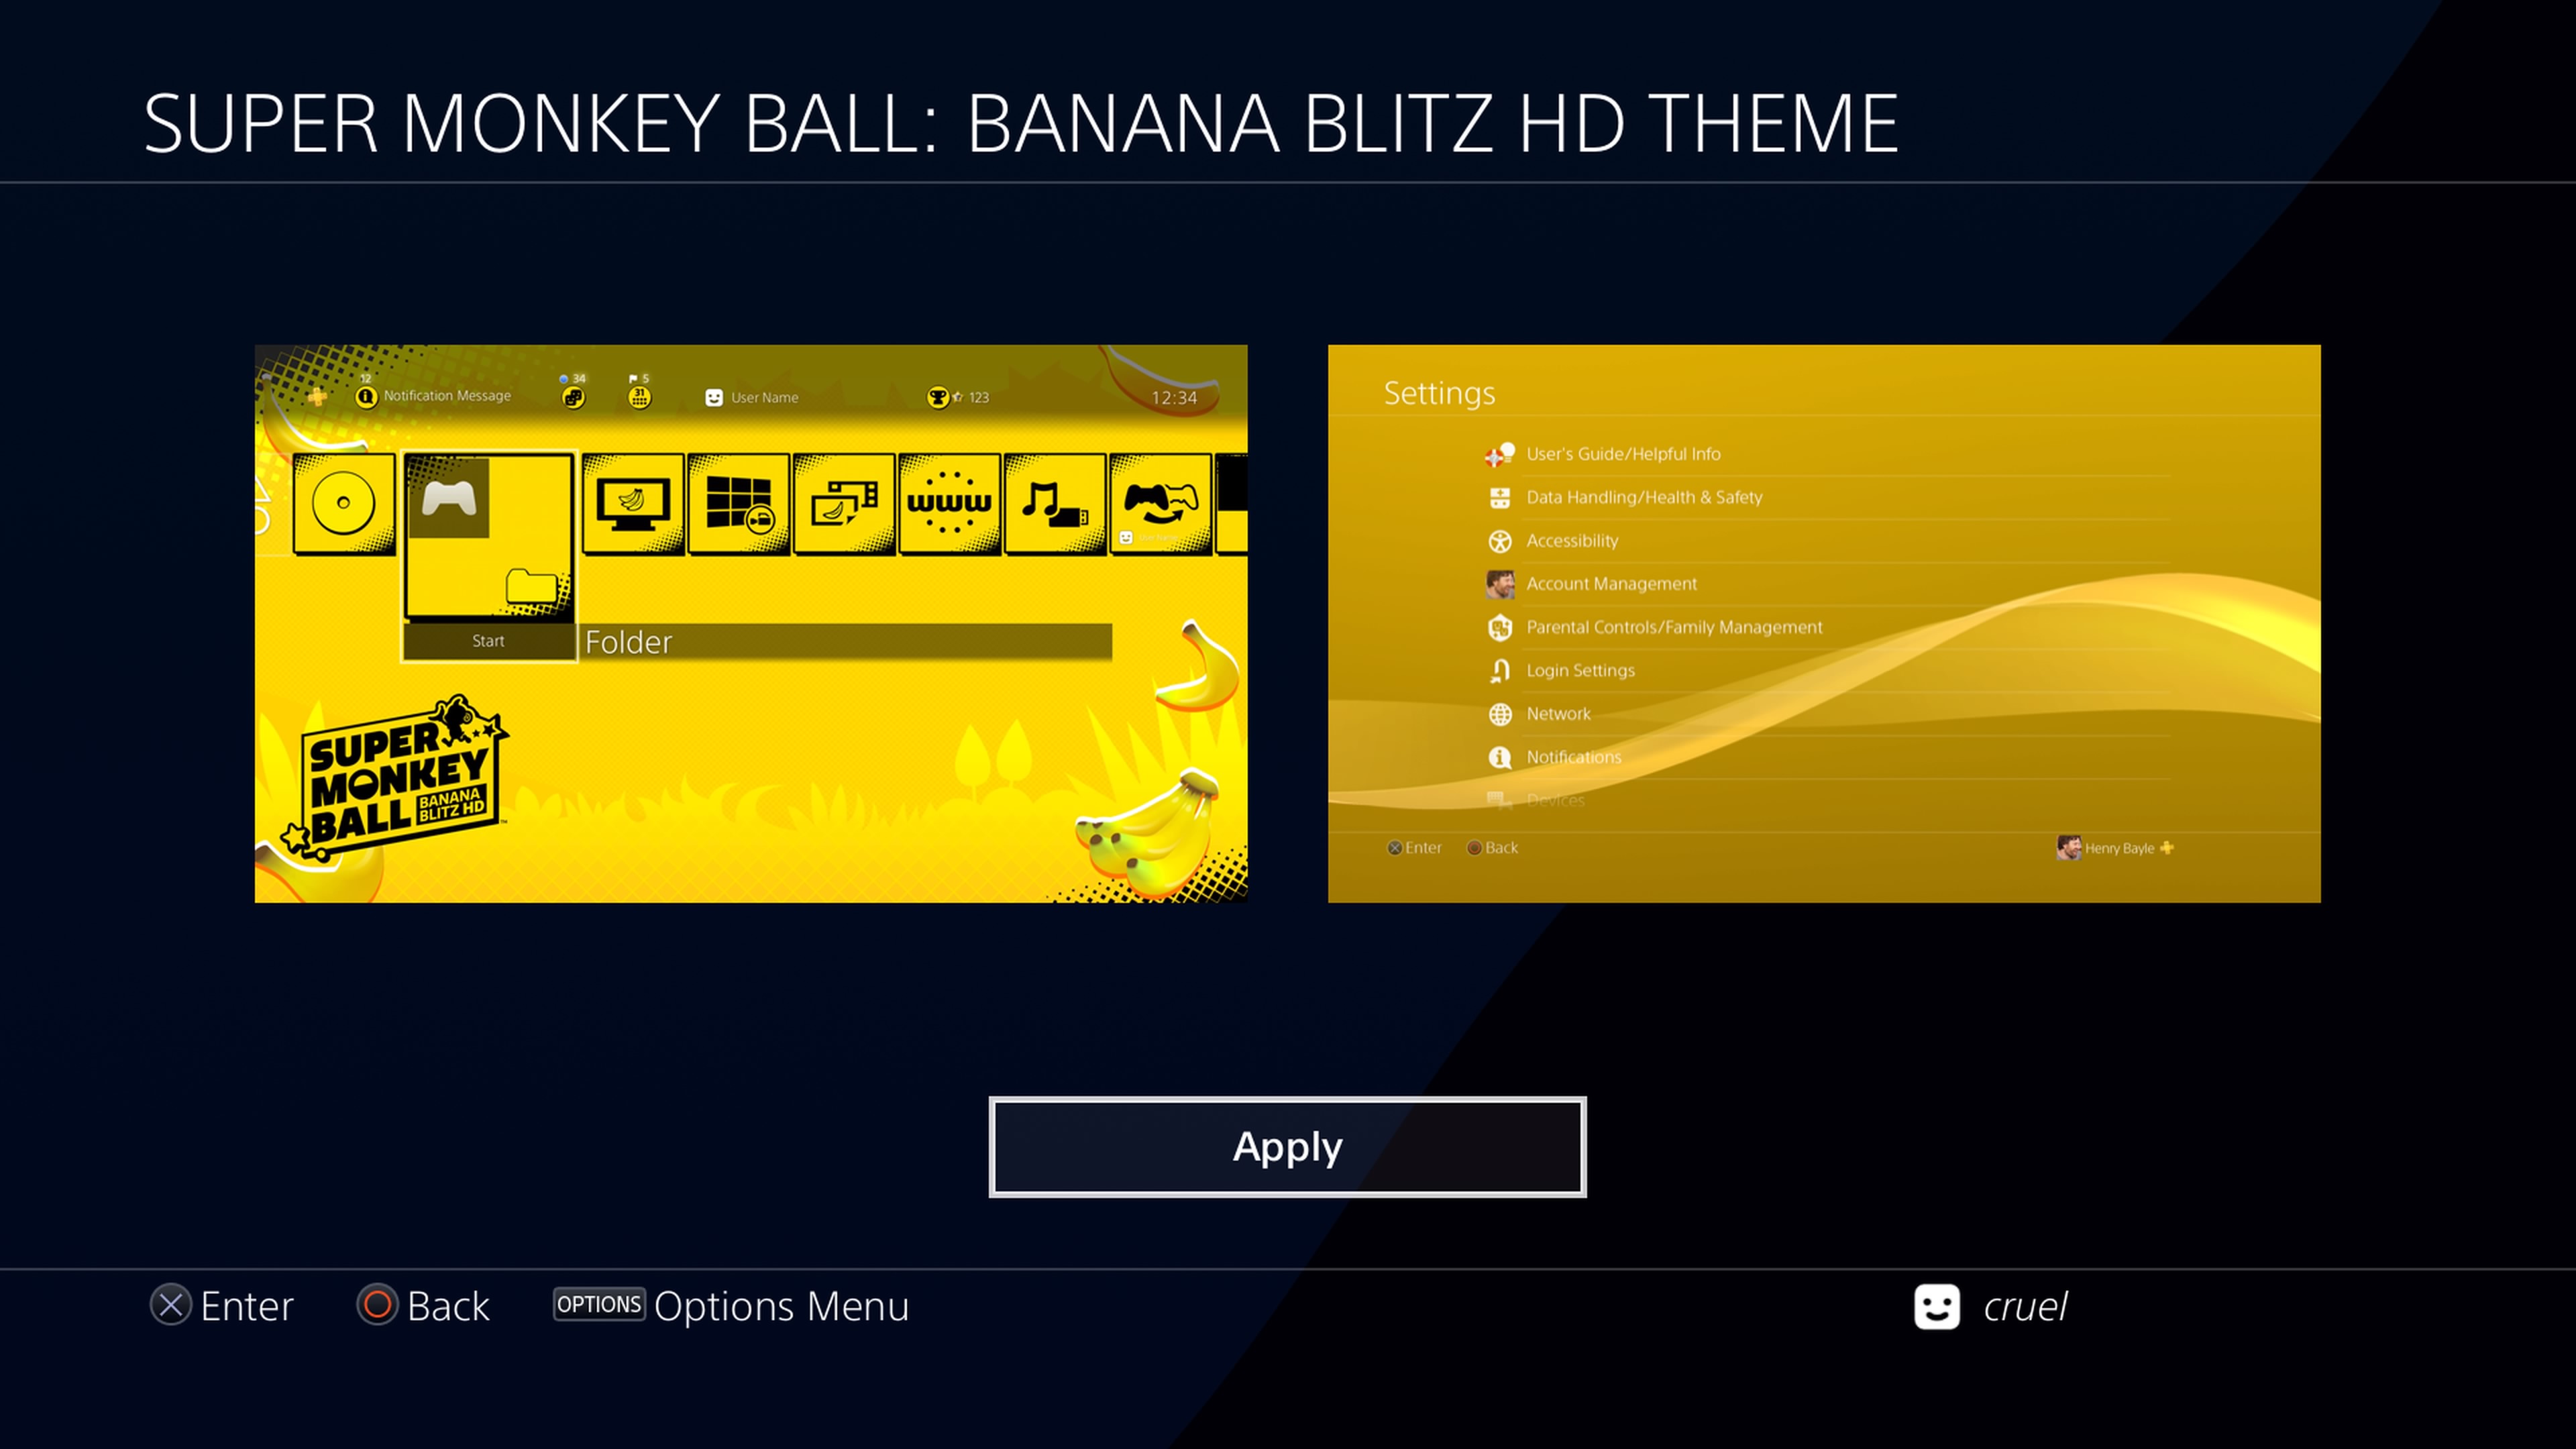 SUPER MONKEY BALL: BANANA BLITZ HD THEME
12
34
5
Notification Message
31
User Name
123
12:34
www
Start
Folder
SUPER
MONKEY
BALL
BANANA
BLITZ HD
™
Settings
User's Guide/Helpful Info
Data Handling/Health & Safety
Accessibility
Account Management
Parental Controls/Family Management
Login Settings
Network
Notifications
Devices
Enter
Back
Henry Bayle
Apply
Enter
Back
OPTIONS Options Menu
cruel